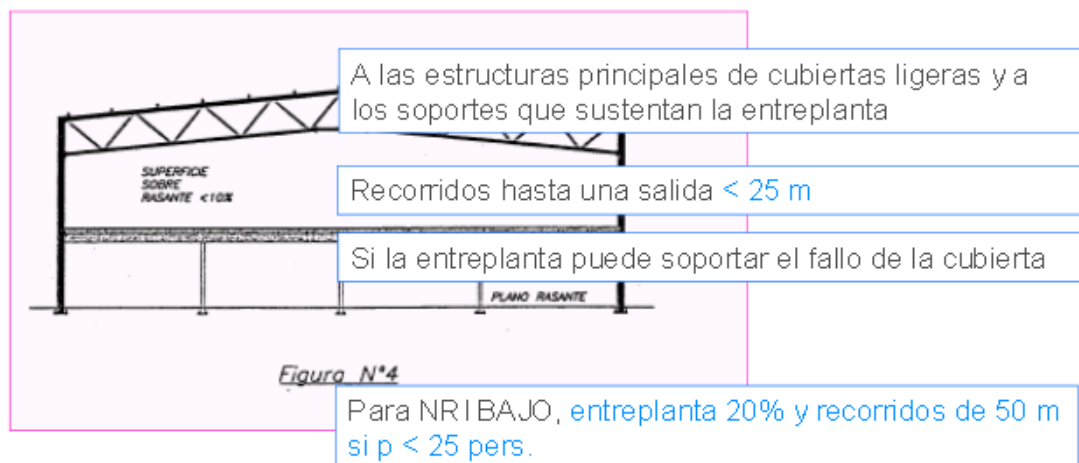 A las estructuras principales de cubiertas ligeras y a
los soportes que sustentan la entreplanta
SUPERFICIE
SOBRE
RASANTE <10%
Recorridos hasta una salida < 25 m
Si la entreplanta puede soportar el fallo de la cubierta
PLANO RASANTE
Figura N°4
Para NRI BAJO, entreplanta 20% y recorridos de 50 m
si p < 25 pers.